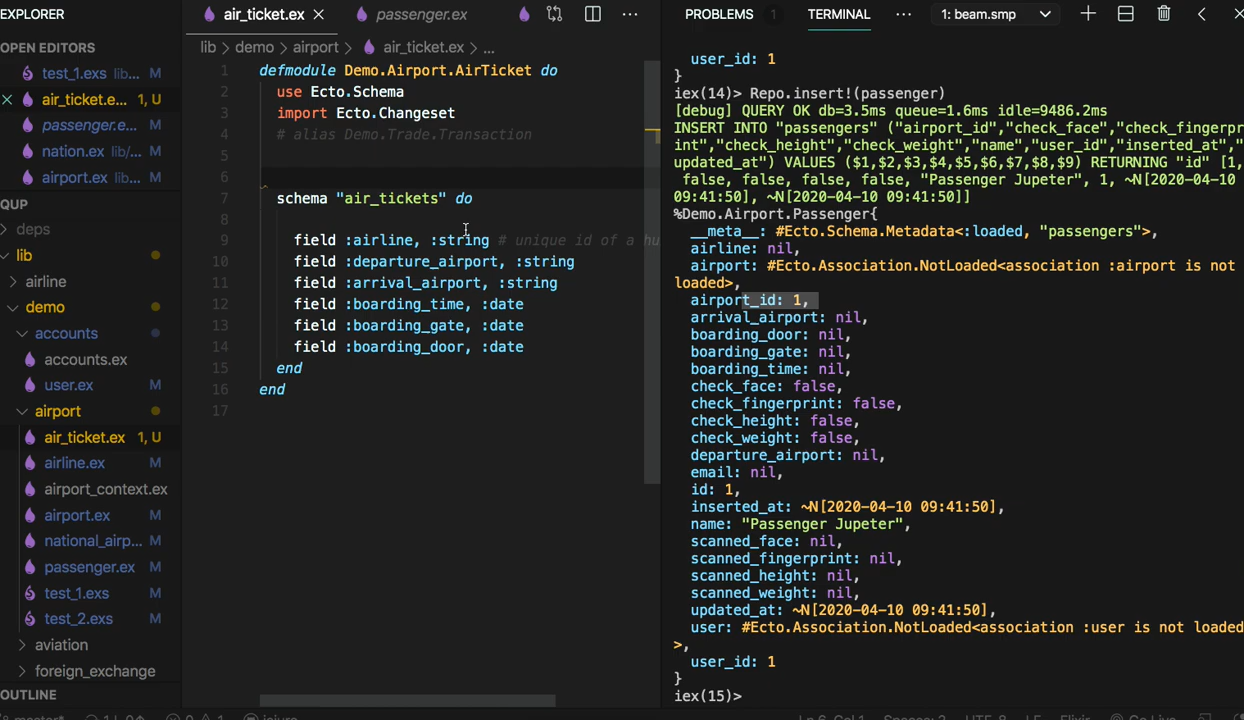 EXPLORER
OPEN EDITORS
test_1.exs lib... M
air_ticket.e... 1, U
passenger.e... M
nation.ex lib/... M
airport.ex lib... M
QUP
deps
lib
airline
demo
accounts
accounts.ex
user.ex M
airport
air_ticket.ex 1, U
airline.ex M
airport_context.ex
airport.ex M
national_airp... M
passenger.ex M
test_1.exs M
test_2.exs M
aviation
foreign_exchange
OUTLINE
air_ticket.ex passenger.ex
lib > demo > airport > air_ticket.ex > ...
1 defmodule Demo.Airport.AirTicket do
2 use Ecto.Schema
3 import Ecto.Changeset
4 # alias Demo.Trade.Transaction
5
6
7 schema "air_tickets" do
8
9 field :airline, :string # unique id of a hu
10 field :departure_airport, :string
11 field :arrival_airport, :string
12 field :boarding_time, :date
13 field :boarding_gate, :date
14 field :boarding_door, :date
15 end
16 end
17
PROBLEMS 1 TERMINAL ... 1: beam.smp
user_id: 1
}
iex(14)> Repo.insert!(passenger)
[debug] QUERY OK db=3.5ms queue=1.6ms idle=9486.2ms
INSERT INTO "passengers" ("airport_id","check_face","check_fingerpr
int","check_height","check_weight","name","user_id","inserted_at","
updated_at") VALUES ($1,$2,$3,$4,$5,$6,$7,$8,$9) RETURNING "id" [1,
false, false, false, false, "Passenger Jupeter", 1, ~N[2020-04-10
09:41:50], ~N[2020-04-10 09:41:50]]
%Demo.Airport.Passenger{
__meta__: #Ecto.Schema.Metadata<:loaded, "passengers">,
airline: nil,
airport: #Ecto.Association.NotLoaded<association :airport is not
loaded>,
airport_id: 1,
arrival_airport: nil,
boarding_door: nil,
boarding_gate: nil,
boarding_time: nil,
check_face: false,
check_fingerprint: false,
check_height: false,
check_weight: false,
departure_airport: nil,
email: nil,
id: 1,
inserted_at: ~N[2020-04-10 09:41:50],
name: "Passenger Jupeter",
scanned_face: nil,
scanned_fingerprint: nil,
scanned_height: nil,
scanned_weight: nil,
updated_at: ~N[2020-04-10 09:41:50],
user: #Ecto.Association.NotLoaded<association :user is not loaded
>,
user_id: 1
}
iex(15)>